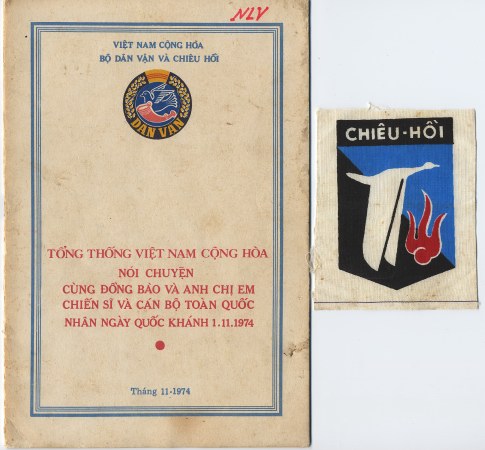 NLV
VIỆT NAM CỘNG HÓA
BỘ DÂN VẬN VÀ CHIÊU HỒI
DÂN VẬN
TỔNG THỐNG VIỆT NAM CỘNG HÒA
NÓI CHUYỆN
CÙNG ĐỒNG BÁO VÀ ANH CHỊ EM
CHIẾN SĨ VÀ CÁN BỘ TOÀN QUỐC
NHÂN NGÀY QUỐC KHÁNH 1.11.1974
Tháng 11-1974
CHIÊU-HỒI